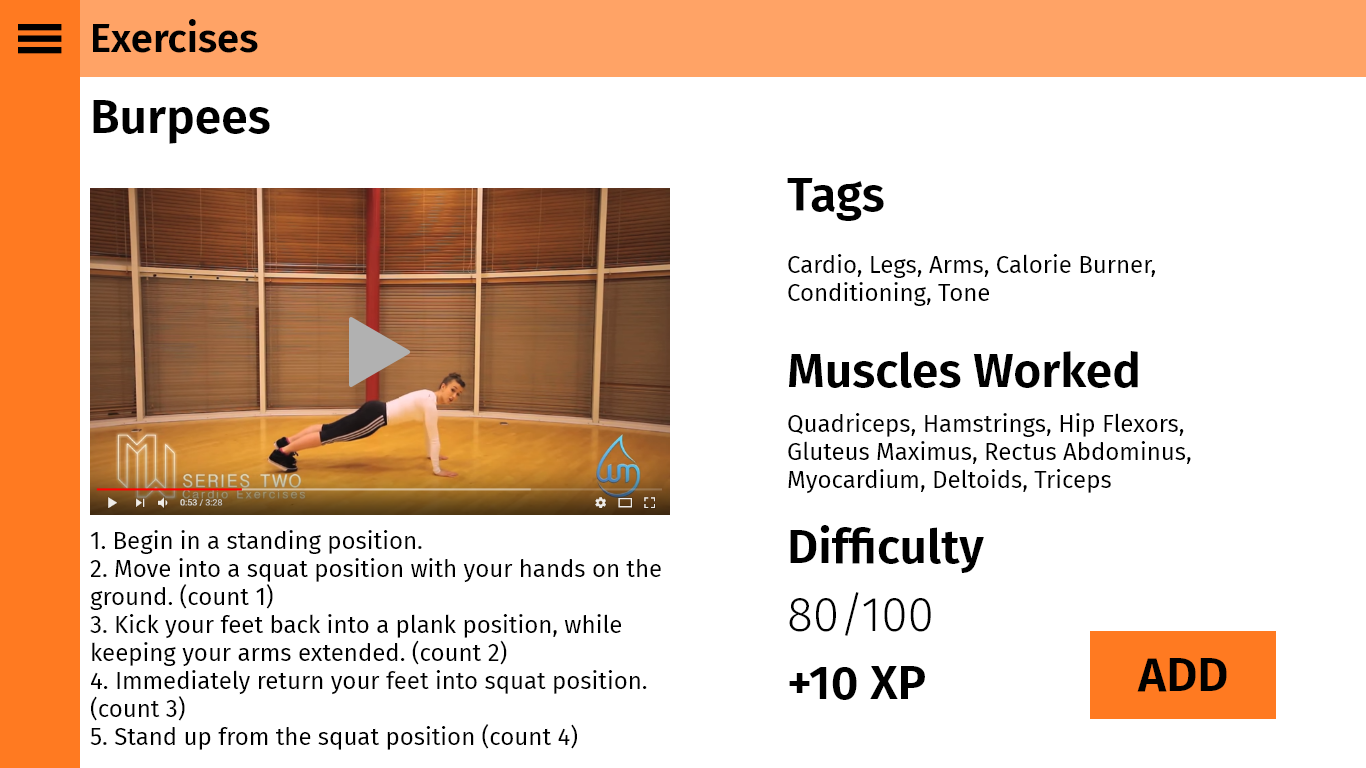 Exercises
Burpees
SERIES TWO
Cardio Exercises
0:53 / 3:28
1. Begin in a standing position.
2. Move into a squat position with your hands on the
ground. (count 1)
3. Kick your feet back into a plank position, while
keeping your arms extended. (count 2)
4. Immediately return your feet into squat position.
(count 3)
5. Stand up from the squat position (count 4)
Tags
Cardio, Legs, Arms, Calorie Burner,
Conditioning, Tone
Muscles Worked
Quadriceps, Hamstrings, Hip Flexors,
Gluteus Maximus, Rectus Abdominus,
Myocardium, Deltoids, Triceps
Difficulty
80/100
+10 XP
ADD